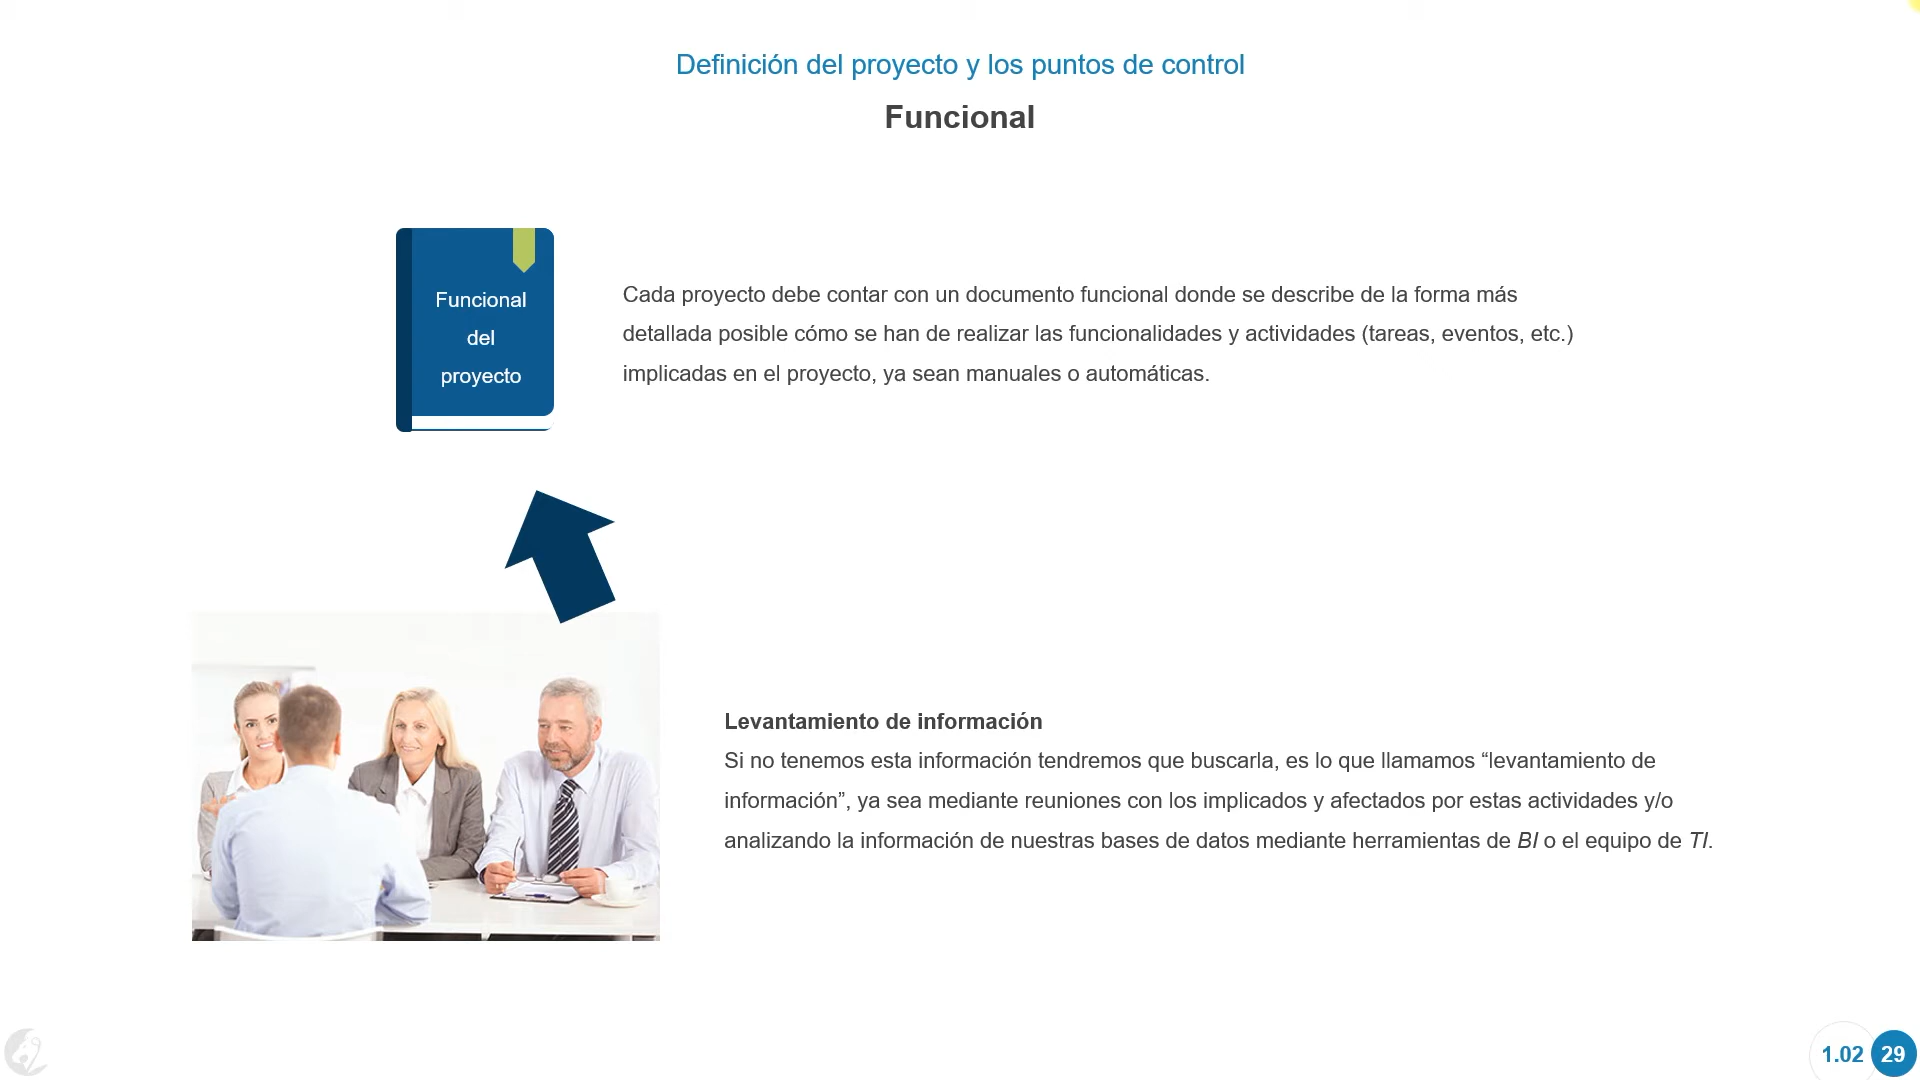 Definición del proyecto y los puntos de control
Funcional
Funcional
del
proyecto
Cada proyecto debe contar con un documento funcional donde se describe de la forma más
detallada posible cómo se han de realizar las funcionalidades y actividades (tareas, eventos, etc.)
implicadas en el proyecto, ya sean manuales o automáticas.
Levantamiento de información
Si no tenemos esta información tendremos que buscarla, es lo que llamamos “levantamiento de
información”, ya sea mediante reuniones con los implicados y afectados por estas actividades y/o
analizando la información de nuestras bases de datos mediante herramientas de BI o el equipo de TI.
1.02 29